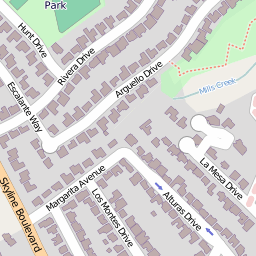 Park
Hunt Drive
Rivera Drive
Arguello Drive
Mills Creek
Escalante Way
La Mesa Drive
Margarita Avenue
Alturas Drive
Los Montes Drive
Skyline Boulevard